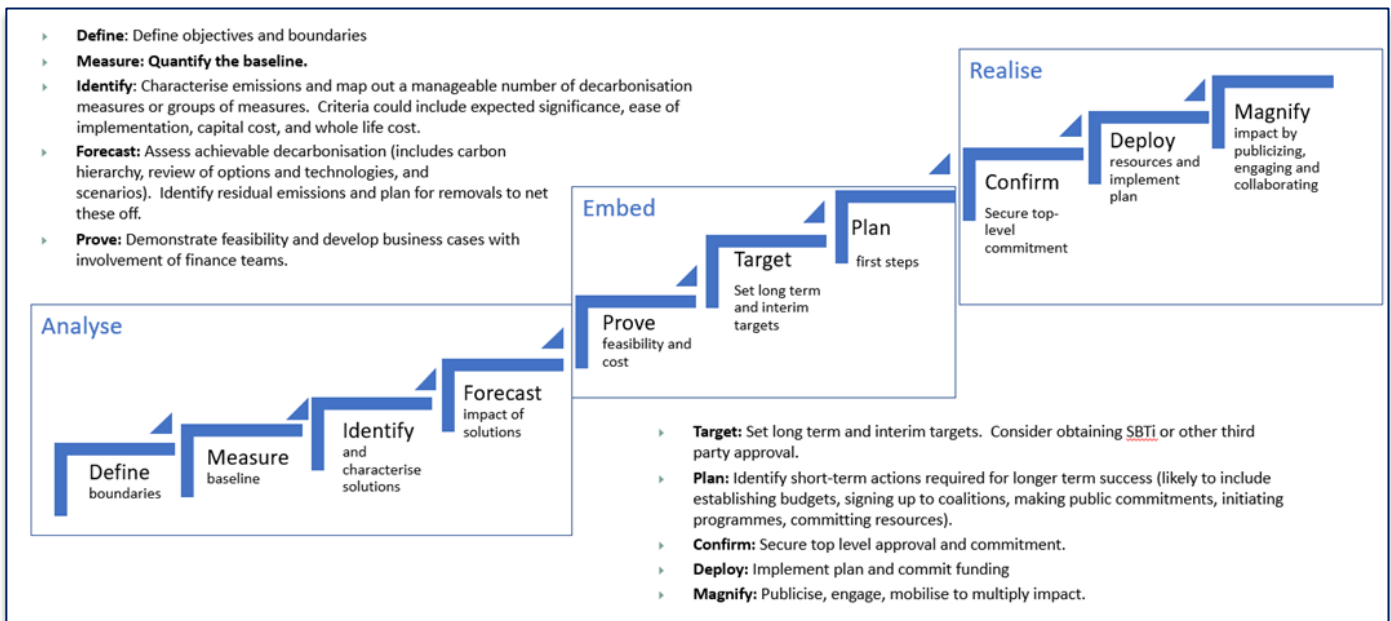 Define: Define objectives and boundaries
Measure: Quantify the baseline.
Identify: Characterise emissions and map out a manageable number of decarbonisation
measures or groups of measures.  Criteria could include expected significance, ease of
implementation, capital cost, and whole life cost.
Forecast: Assess achievable decarbonisation (includes carbon
hierarchy, review of options and technologies, and
scenarios).  Identify residual emissions and plan for removals to net
these off.
Prove: Demonstrate feasibility and develop business cases with
involvement of finance teams.
Analyse
Define
boundaries
Measure
baseline
Identify
and
characterise
solutions
Forecast
impact of
solutions
Embed
Prove
feasibility and
cost
Target
Set long term
and interim
targets
Plan
first steps
Realise
Confirm
Secure top-
level
commitment
Deploy
resources and
implement
plan
Magnify
impact by
publicizing,
engaging and
collaborating
Target: Set long term and interim targets.  Consider obtaining SBTi or other third
party approval.
Plan: Identify short-term actions required for longer term success (likely to include
establishing budgets, signing up to coalitions, making public commitments, initiating
programmes, committing resources).
Confirm: Secure top level approval and commitment.
Deploy: Implement plan and commit funding
Magnify: Publicise, engage, mobilise to multiply impact.